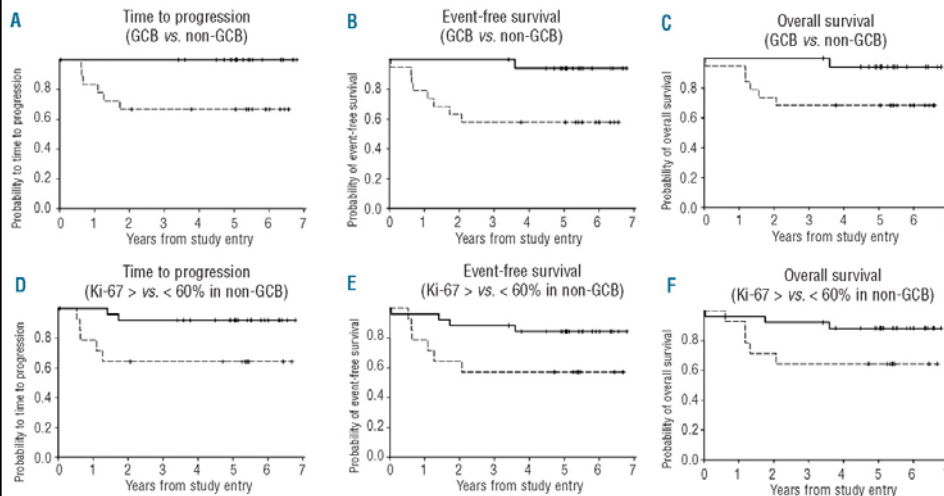 A
Time to progression
(GCB vs. non-GCB)
Probability to time to progression
0.8
0.6
0.4
0.2
0.0
0 1 2 3 4 5 6 7
Years from study entry
B
Event-free survival
(GCB vs. non-GCB)
Probability of event-free survival
0.8
0.6
0.4
0.2
0.0
0 1 2 3 4 5 6 7
Years from study entry
C
Overall survival
(GCB vs. non-GCB)
Probability of overall survival
0.8
0.6
0.4
0.2
0.0
0 1 2 3 4 5 6
Years from study entry
D
Time to progression
(Ki-67 > vs. < 60% in non-GCB)
Probability to time to progression
0.8
0.6
0.4
0.2
0.0
0 1 2 3 4 5 6 7
Years from study entry
E
Event-free survival
(Ki-67 > vs. < 60% in non-GCB)
Probability of event-free survival
0.8
0.6
0.4
0.2
0.0
0 1 2 3 4 5 6 7
Years from study entry
F
Overall survival
(Ki-67 > vs. < 60% in non-GCB)
Probability of overall survival
0.8
0.6
0.4
0.2
0.0
0 1 2 3 4 5 6
Years from study entry